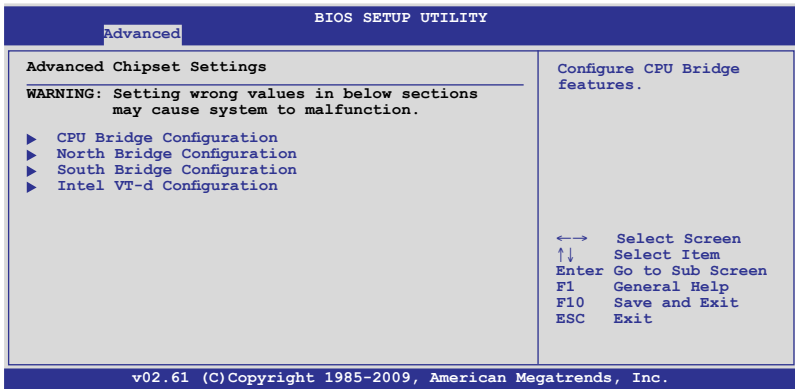 BIOS SETUP UTILITY
Advanced
Advanced Chipset Settings
WARNING: Setting wrong values in below sections
may cause system to malfunction.
CPU Bridge Configuration
North Bridge Configuration
South Bridge Configuration
Intel VT-d Configuration
Configure CPU Bridge
features.
←→ Select Screen
↑↓ Select Item
Enter Go to Sub Screen
F1 General Help
F10 Save and Exit
ESC Exit
v02.61 (C)Copyright 1985-2009, American Megatrends, Inc.